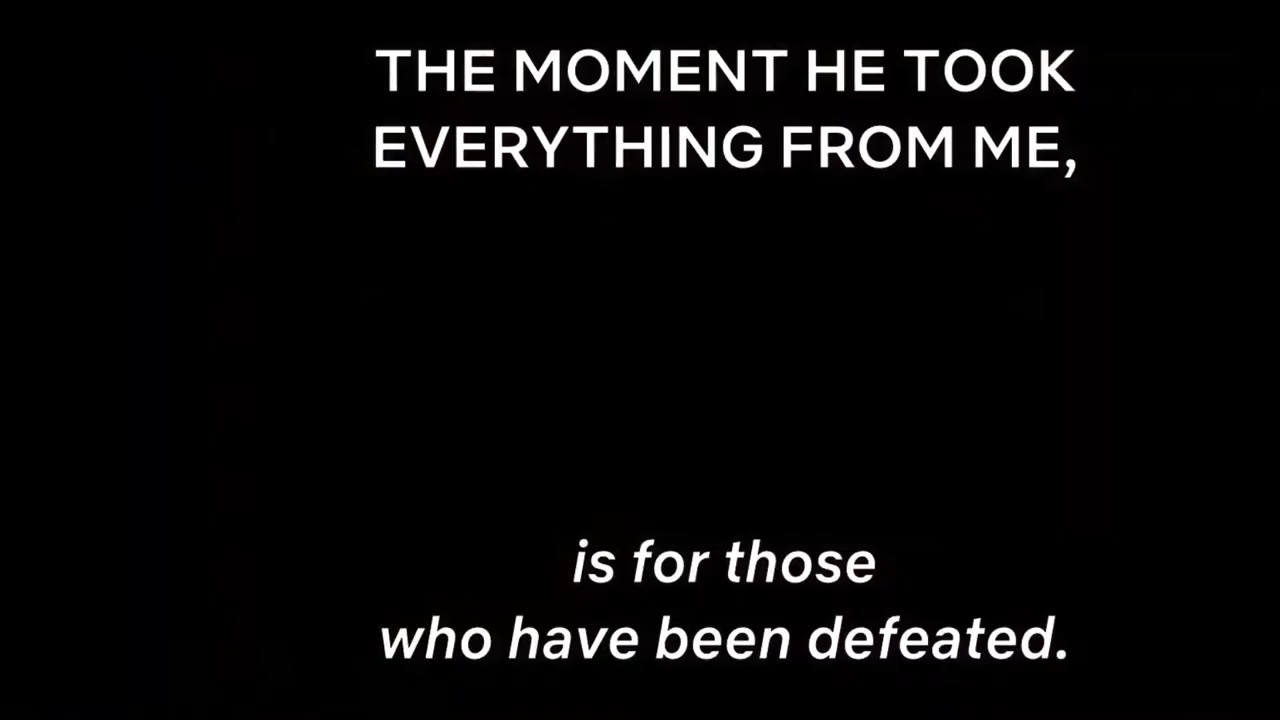 THE MOMENT HE TOOK
EVERYTHING FROM ME,
is for those
who have been defeated.